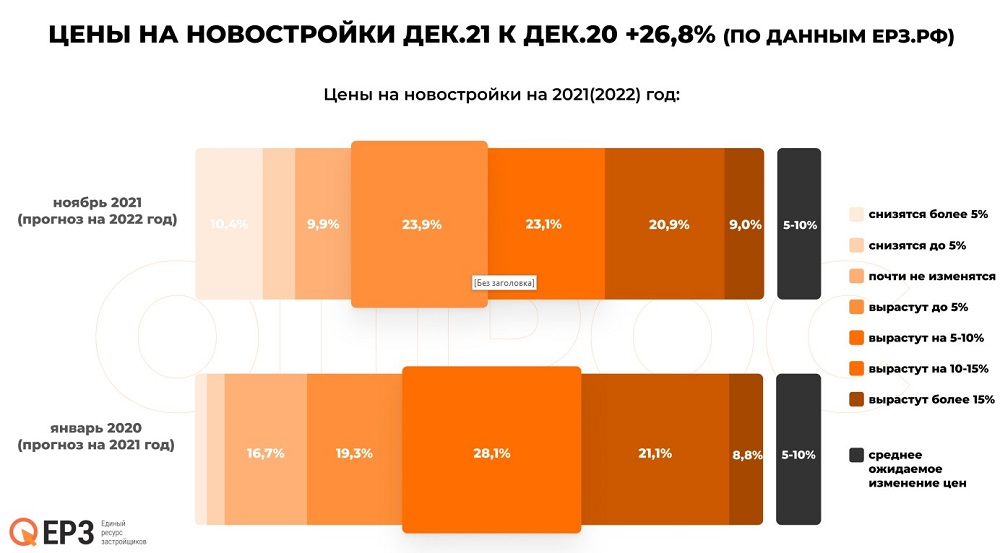 ЦЕНЫ НА НОВОСТРОЙКИ ДЕК.21 К ДЕК.20 +26,8% (ПО ДАННЫМ ЕРЗ.РФ)
Цены на новостройки на 2021(2022) год:
ноябрь 2021
(прогноз на 2022 год)
10,4%
9,9%
23,9%
23,1%
20,9%
9,0%
5-10%
[Без заголовка]
январь 2020
(прогноз на 2021 год)
16,7%
19,3%
28,1%
21,1%
8,8%
5-10%
снизятся более 5%
снизятся до 5%
почти не изменятся
вырастут до 5%
вырастут на 5-10%
вырастут на 10-15%
вырастут более 15%
среднее
ожидаемое
изменение цен
ОПРОС
ЕРЗ
Единый
ресурс
застройщиков